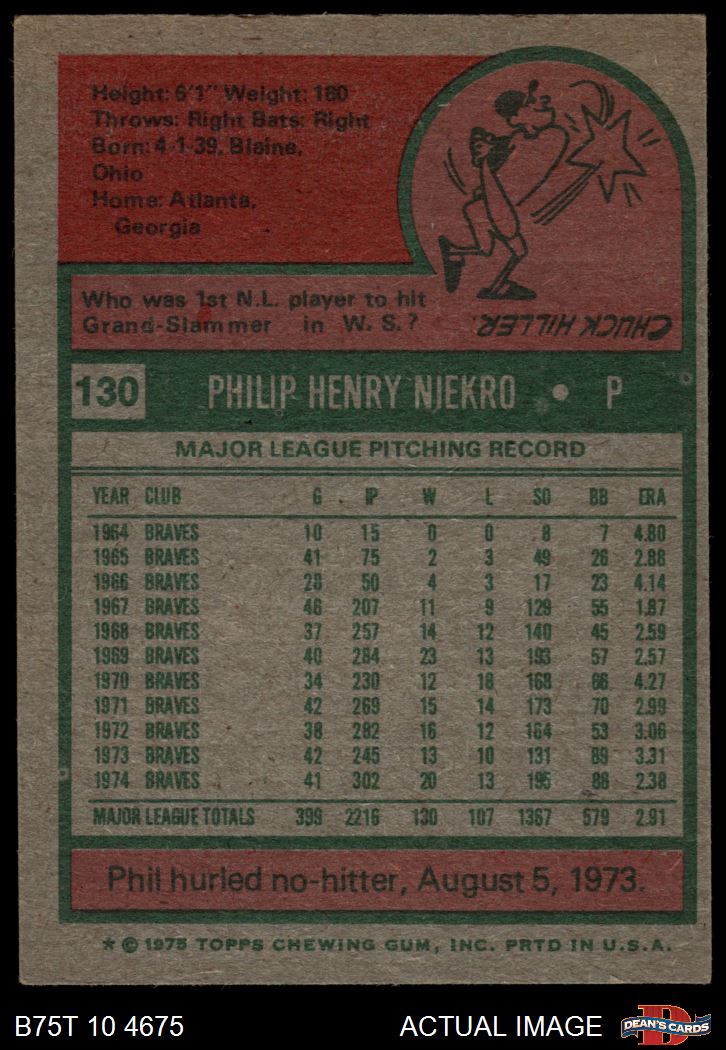 Height: 6'1" Weight: 180
Throws: Right Bats: Right
Born: 4-1-39, Blaine,
Ohio
Home: Atlanta,
Georgia
Who was 1st N.L. player to hit
Grand-Slammer in W. S.?
CHUCK HILLER.
130 PHILIP HENRY NIEKRO • P
MAJOR LEAGUE PITCHING RECORD
YEAR CLUB G IP W L SO BB ERA
1964 BRAVES 10 15 0 0 8 7 4.80
1965 BRAVES 41 75 2 3 49 26 2.88
1966 BRAVES 28 50 4 3 17 23 4.14
1967 BRAVES 46 207 11 9 129 55 1.87
1968 BRAVES 37 257 14 12 140 45 2.59
1969 BRAVES 40 284 23 13 193 57 2.57
1970 BRAVES 34 230 12 18 168 66 4.27
1971 BRAVES 42 269 15 14 173 70 2.99
1972 BRAVES 38 282 16 12 164 53 3.06
1973 BRAVES 42 245 13 10 131 89 3.31
1974 BRAVES 41 302 20 13 195 88 2.38
MAJOR LEAGUE TOTALS 399 2216 130 107 1367 579 2.91
Phil hurled no-hitter, August 5, 1973.
* © 1975 TOPPS CHEWING GUM, INC. PRTD IN U.S.A.
B75T 10 4675 ACTUAL IMAGE
D
DEAN'S CARDS